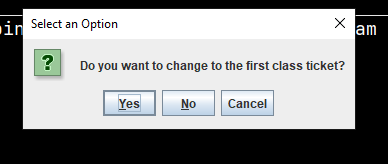 Select an Option
Do you want to change to the first class ticket?
Yes No Cancel